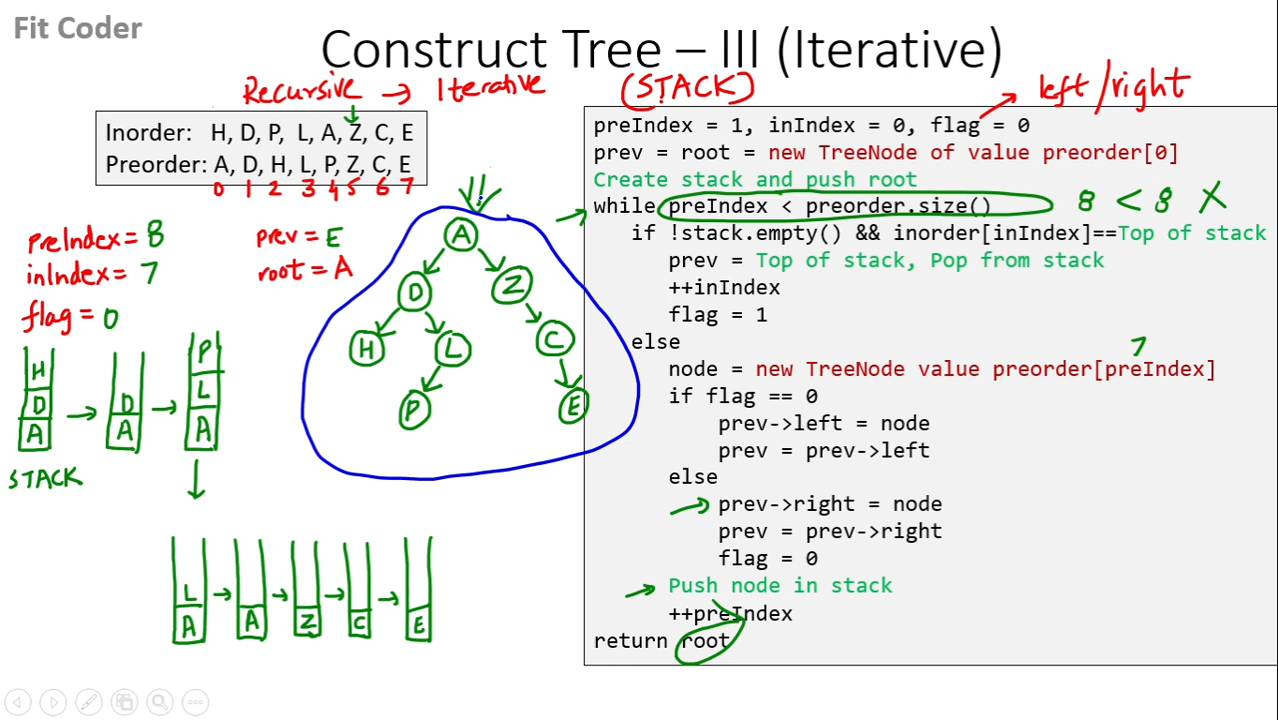 Fit Coder
Construct Tree – III (Iterative)
Recursive → Iterative
(STACK)
left/right
Inorder: H, D, P, L, A, Z, C, E
Preorder: A, D, H, L, P, Z, C, E
0 1 2 3 4 5 6 7
preIndex = 8
inIndex = 7
flag = 0
prev = E
root = A
H
D
A
D
A
P
L
A
STACK
L
A
A
Z
C
E
A
D
Z
H
L
C
P
E
preIndex = 1, inIndex = 0, flag = 0
prev = root = new TreeNode of value preorder[0]
Create stack and push root
while preIndex < preorder.size()
8 < 8 X
if !stack.empty() && inorder[inIndex]==Top of stack
prev = Top of stack, Pop from stack
++inIndex
flag = 1
else
7
node = new TreeNode value preorder[preIndex]
if flag == 0
prev->left = node
prev = prev->left
else
prev->right = node
prev = prev->right
flag = 0
Push node in stack
++preIndex
return root